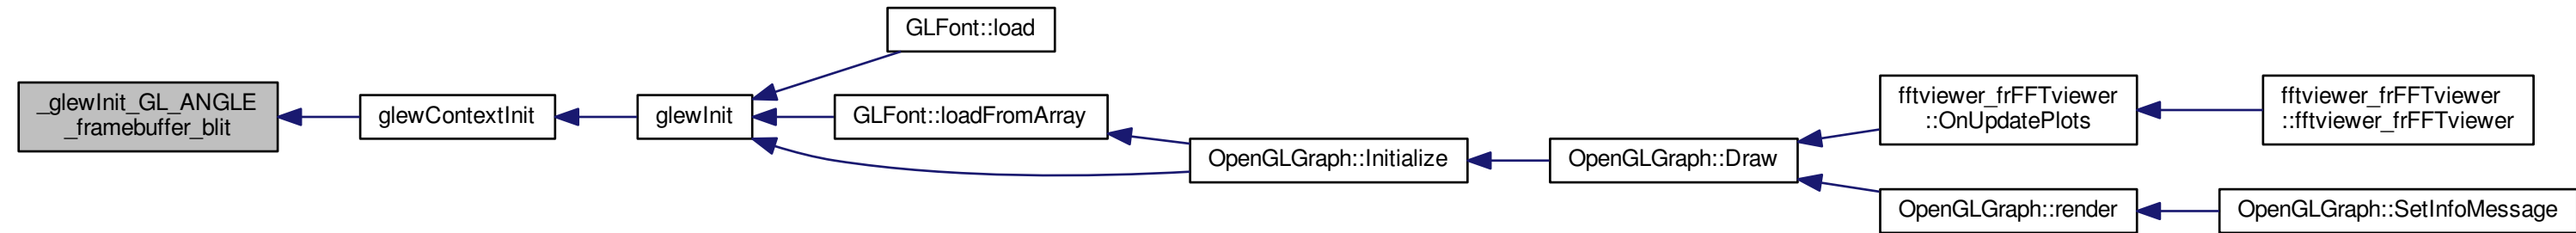 _glewInit_GL_ANGLE
_framebuffer_blit
glewContextInit
glewInit
GLFont::load
GLFont::loadFromArray
OpenGLGraph::Initialize
OpenGLGraph::Draw
fftviewer_frFFTviewer
::OnUpdatePlots
fftviewer_frFFTviewer
::fftviewer_frFFTviewer
OpenGLGraph::render
OpenGLGraph::SetInfoMessage